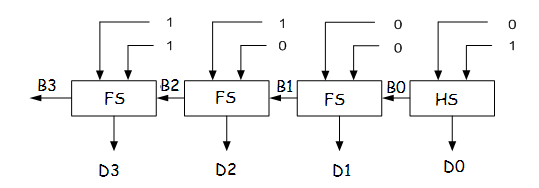 1 1 0 0
1 0 0 1
B3 B2 B1 B0
FS FS FS HS
D3 D2 D1 D0